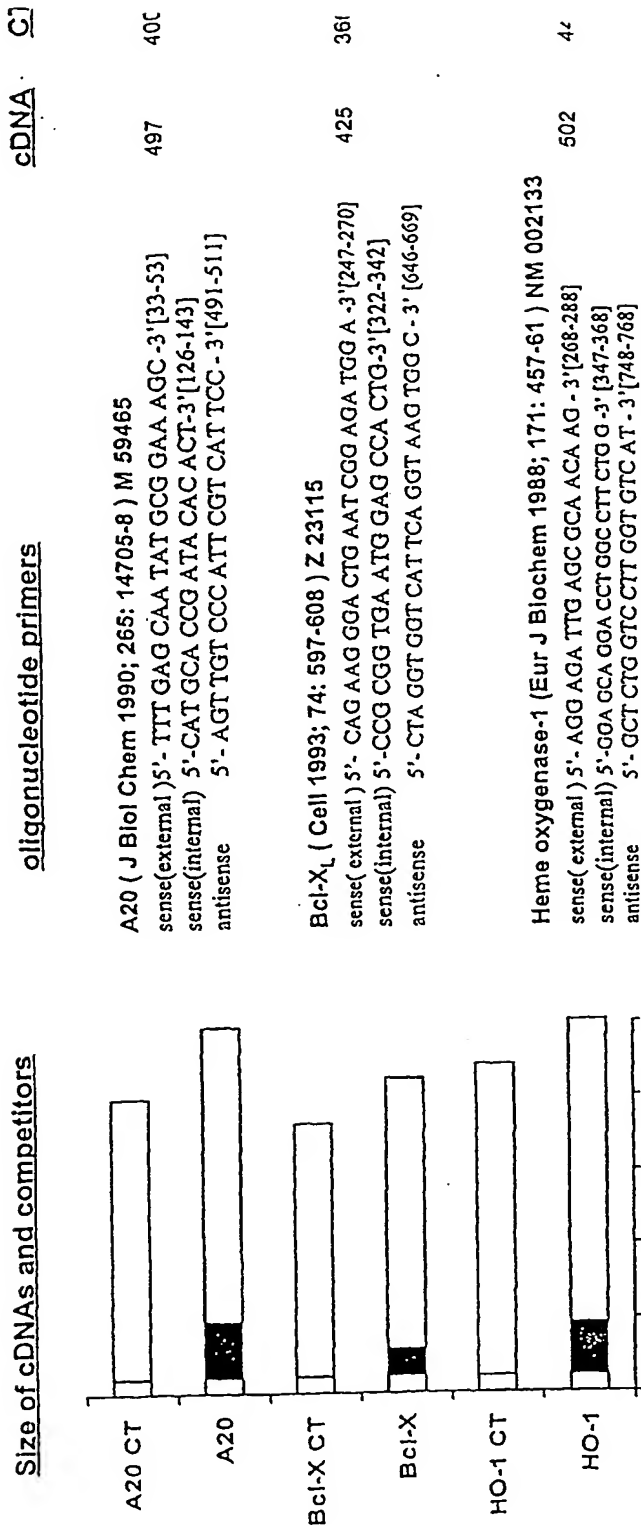 Size of cDNAs and competitors
oligonucleotide primers
cDNA
A20 CT
A20
Bcl-X CT
Bcl-X
HO-1 CT
HO-1
A20 ( J Biol Chem 1990; 265: 14705-8 ) M 59465
sense(external )5'- TTT GAG CAA TAT GCG GAA AGC -3'[33-53] 497
sense(internal) 5'-CAT GCA CCG ATA CAC ACT-3'[126-143]
antisense 5'- AGT TGT CCC ATT CGT CAT TCC - 3'[491-511]
Bcl-XL ( Cell 1993; 74: 597-608 ) Z 23115
sense( external ) 5'- CAG AAG GGA CTG AAT CGG AGA TGG A -3'[247-270] 425
sense(internal) 5'-CCG CGG TGA ATG GAG CCA CTG-3'[322-342]
antisense 5'- CTA GGT GGT CAT TCA GGT AAG TGG C - 3' [646-669]
Heme oxygenase-1 (Eur J Biochem 1988; 171: 457-61 ) NM 002133
sense( external ) 5'- AGG AGA TTG AGC GCA ACA AG - 3'[268-288] 502
sense(internal) 5'-GGA GCA GGA CCT GGC CTT CTG G -3' [347-368]
antisense 5'- GCT CTG GTC CTT GGT GTC AT - 3'[748-768]